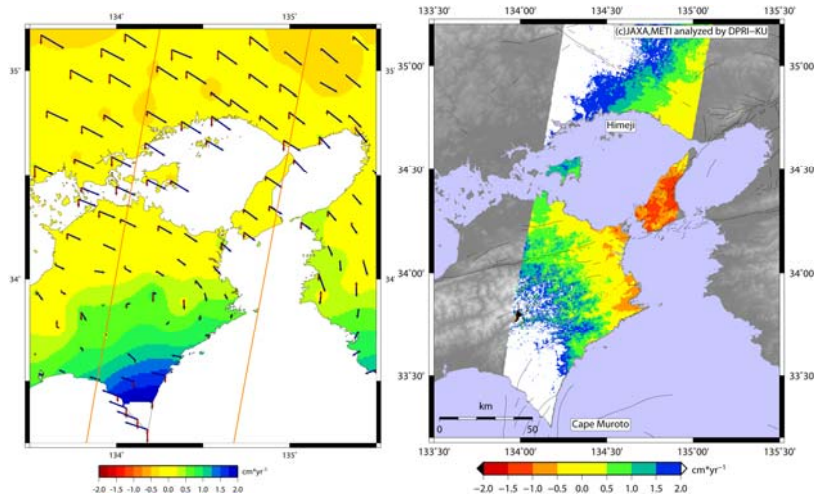 134˚ 135˚
35˚
34˚
134˚ 135˚
-2.0 -1.5 -1.0 -0.5 0.0 0.5 1.0 1.5 2.0 cm*yr⁻¹
133˚30' 134˚00' 134˚30' 135˚00' 135˚30'
(c)JAXA,METI analyzed by DPRI−KU
35˚00' 35˚00'
Himeji
34˚30' 34˚30'
34˚00' 34˚00'
33˚30' 33˚30'
km
0 50
Cape Muroto
133˚30' 134˚00' 134˚30' 135˚00' 135˚30'
−2.0 −1.5 −1.0 −0.5 0.0 0.5 1.0 1.5 2.0 cm*yr⁻¹